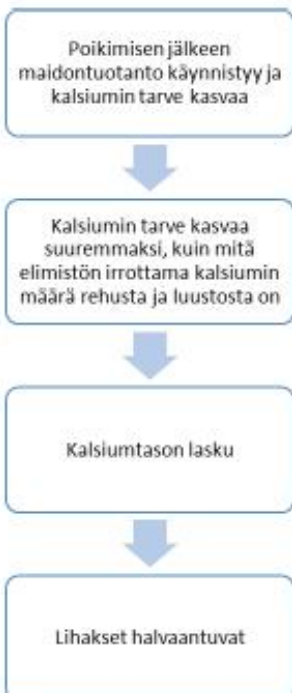 Poikimisen jälkeen
maidontuotanto käynnistyy ja
kalsiumin tarve kasvaa
Kalsiumin tarve kasvaa
suuremmaksi, kuin mitä
elimistön irrottama kalsiumin
määrä rehusta ja luustosta on
Kalsiumtason lasku
Lihakset halvaantuvat